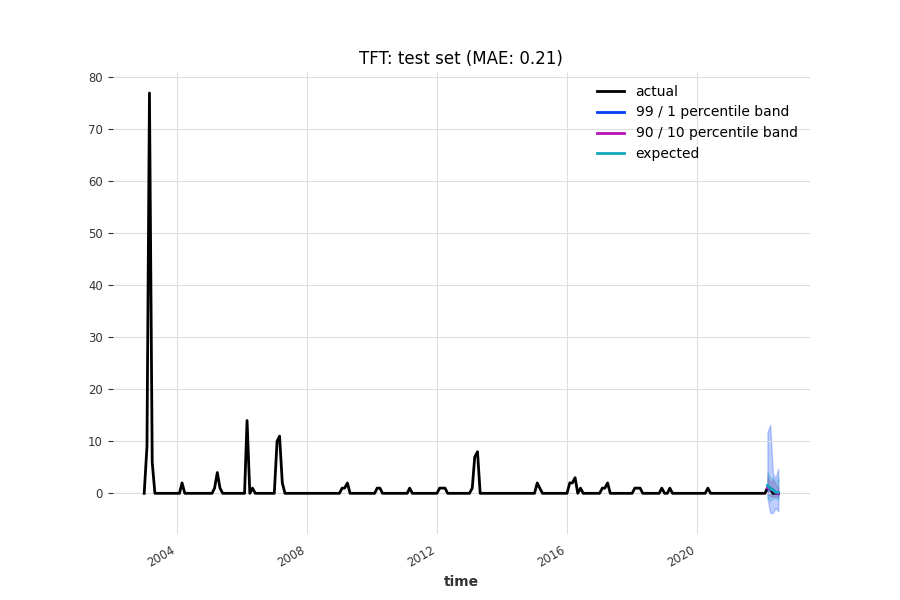 TFT: test set (MAE: 0.21)
actual
99 / 1 percentile band
90 / 10 percentile band
expected
80
70
60
50
40
30
20
10
0
2004
2008
2012
2016
2020
time